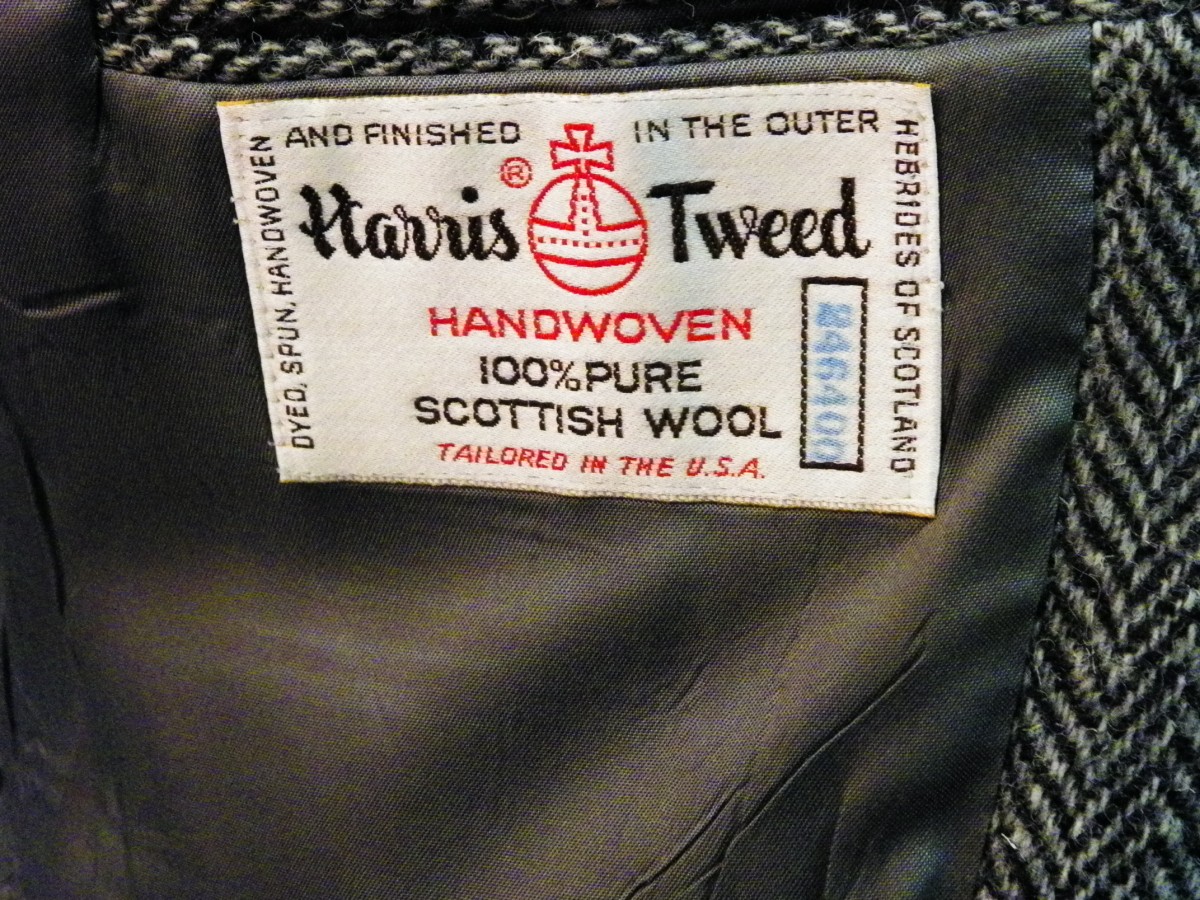 DYED, SPUN, HANDWOVEN
AND FINISHED IN THE OUTER
HEBRIDES OF SCOTLAND
Harris ® Tweed
HANDWOVEN
100% PURE
SCOTTISH WOOL
TAILORED IN THE U.S.A.